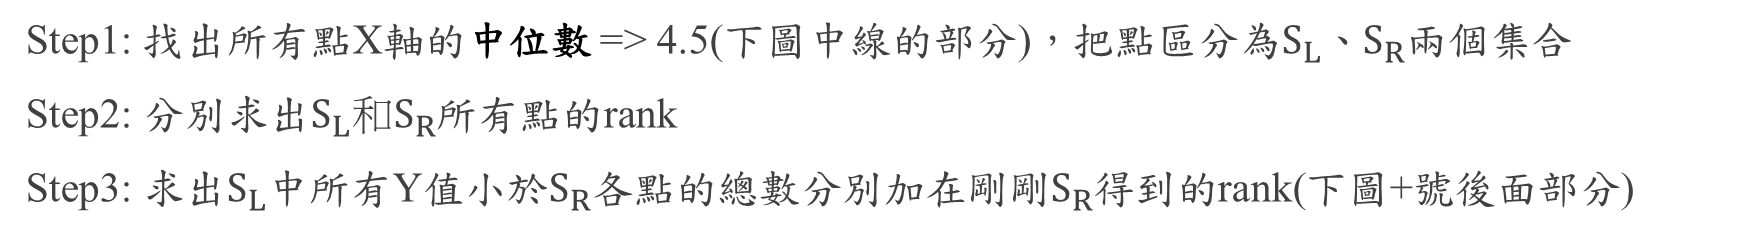 Step1: 找出所有點X軸的中位數=> 4.5(下圖中線的部分)，把點區分為SL、SR兩個集合
Step2: 分別求出SL和SR所有點的rank
Step3: 求出SL中所有Y值小於SR各點的總數分別加在剛剛SR得到的rank(下圖+號後面部分)